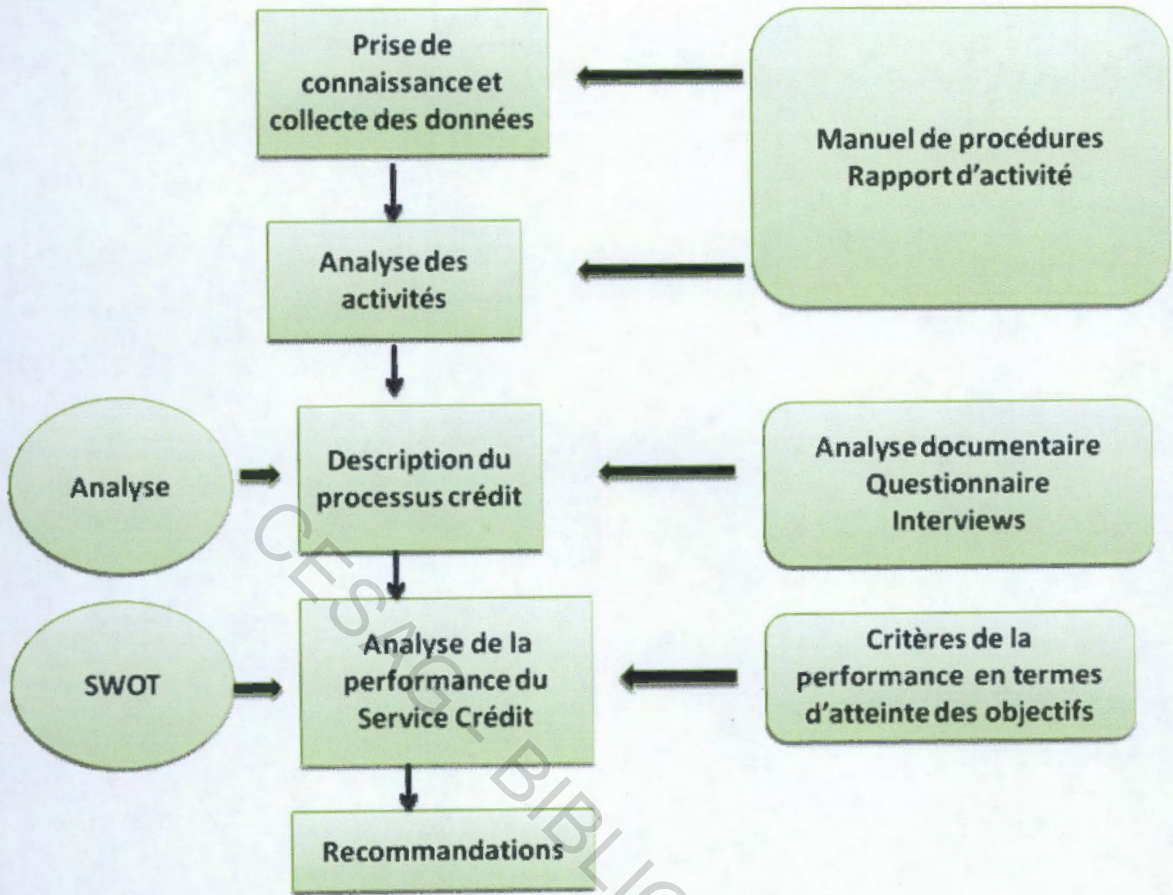 Prise de
connaissance et
collecte des données
Manuel de procédures
Rapport d'activité
Analyse des
activités
Analyse
Description du
processus crédit
Analyse documentaire
Questionnaire
Interviews
SWOT
Analyse de la
performance du
Service Crédit
Critères de la
performance en termes
d'atteinte des objectifs
Recommandations
CESAG - BIBLIO